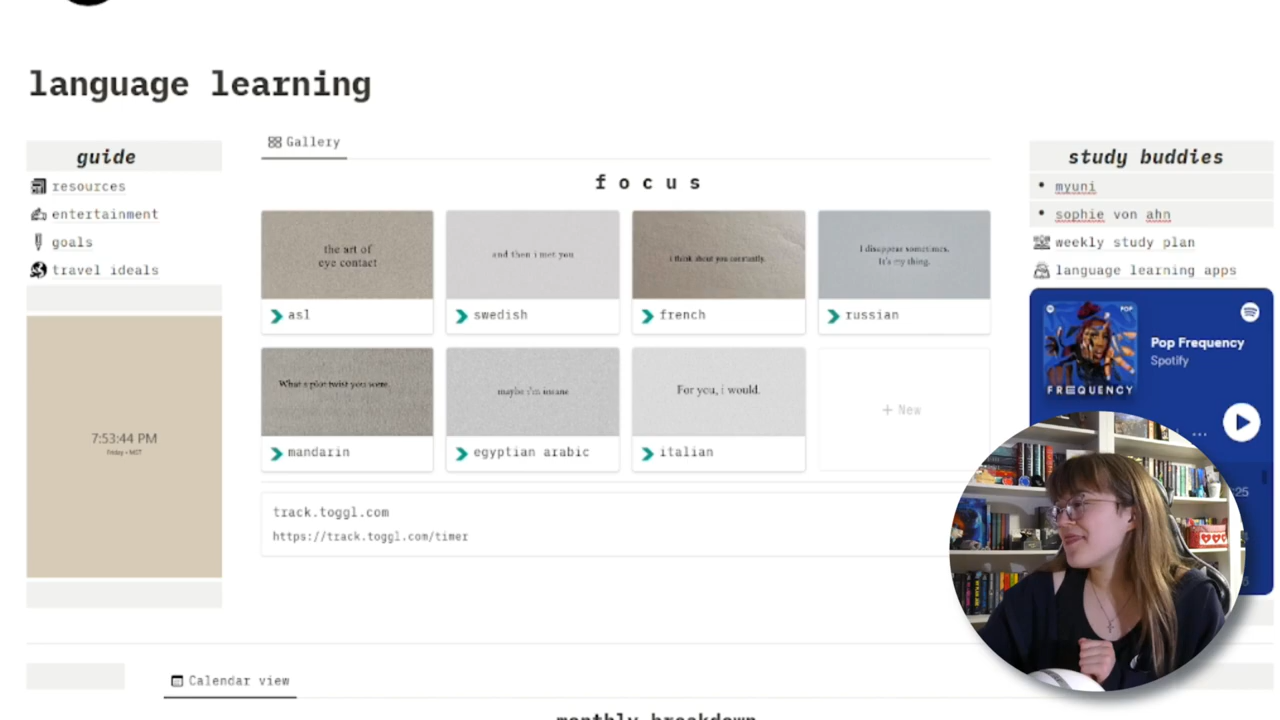 language learning
guide
resources
entertainment
goals
travel ideals
7:53:44 PM
Gallery
focus
the art of
eye contact
asl
and then i met you
swedish
i think about you constantly.
french
I disappear sometimes.
It's my thing.
russian
What a plot twist you were.
mandarin
maybe i'm insane
egyptian arabic
For you, i would.
italian
+ New
track.toggl.com
https://track.toggl.com/timer
study buddies
• myuni
• sophie von ahn
weekly study plan
language learning apps
POP
FREQUENCY
Pop Frequency
Spotify
...
Calendar view
monthly breakdown